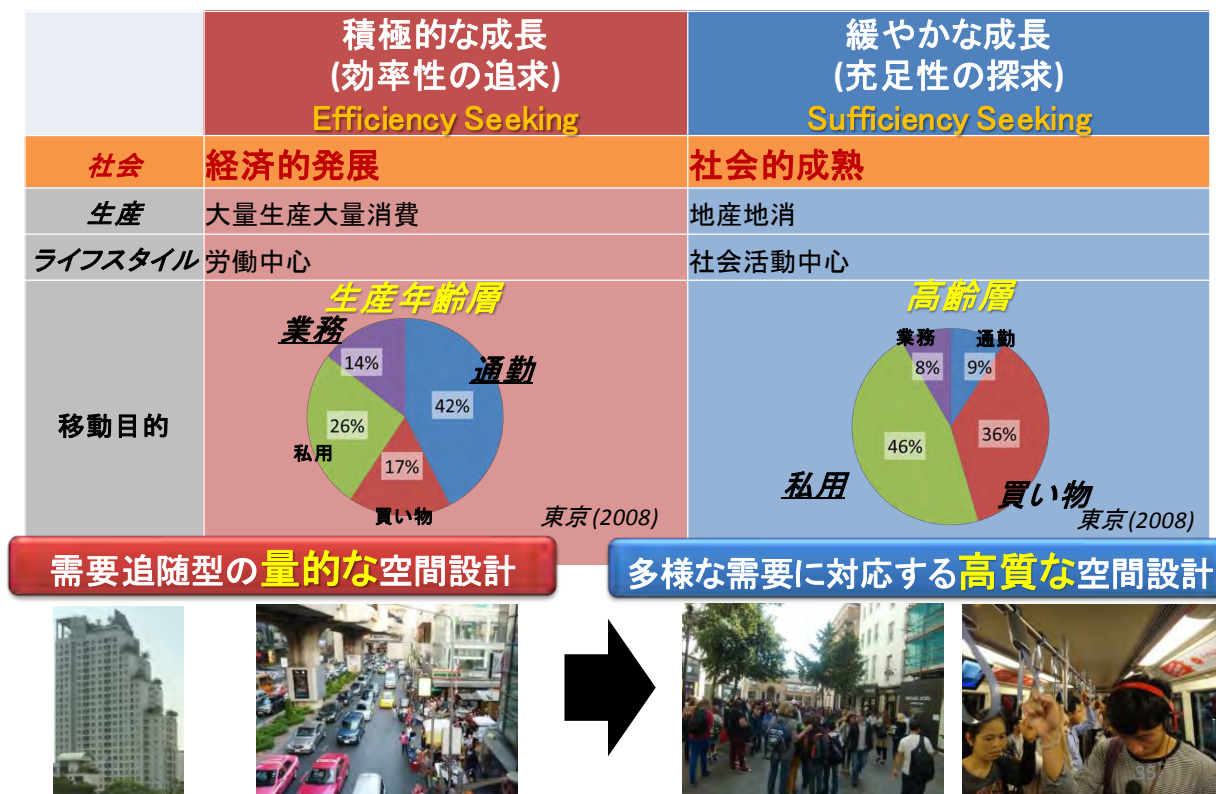 積極的な成長
(効率性の追求)
Efficiency Seeking
緩やかな成長
(充足性の探求)
Sufficiency Seeking
社会
経済的発展
社会的成熟
生産
大量生産大量消費
地産地消
ライフスタイル
労働中心
社会活動中心
移動目的
生産年齢層
業務
14%
通勤
42%
26%
私用
17%
買い物
東京(2008)
高齢層
業務
通勤
8%
9%
46%
36%
私用
買い物
東京(2008)
需要追随型の量的な空間設計
多様な需要に対応する高質な空間設計
MICHAEL KORS
35